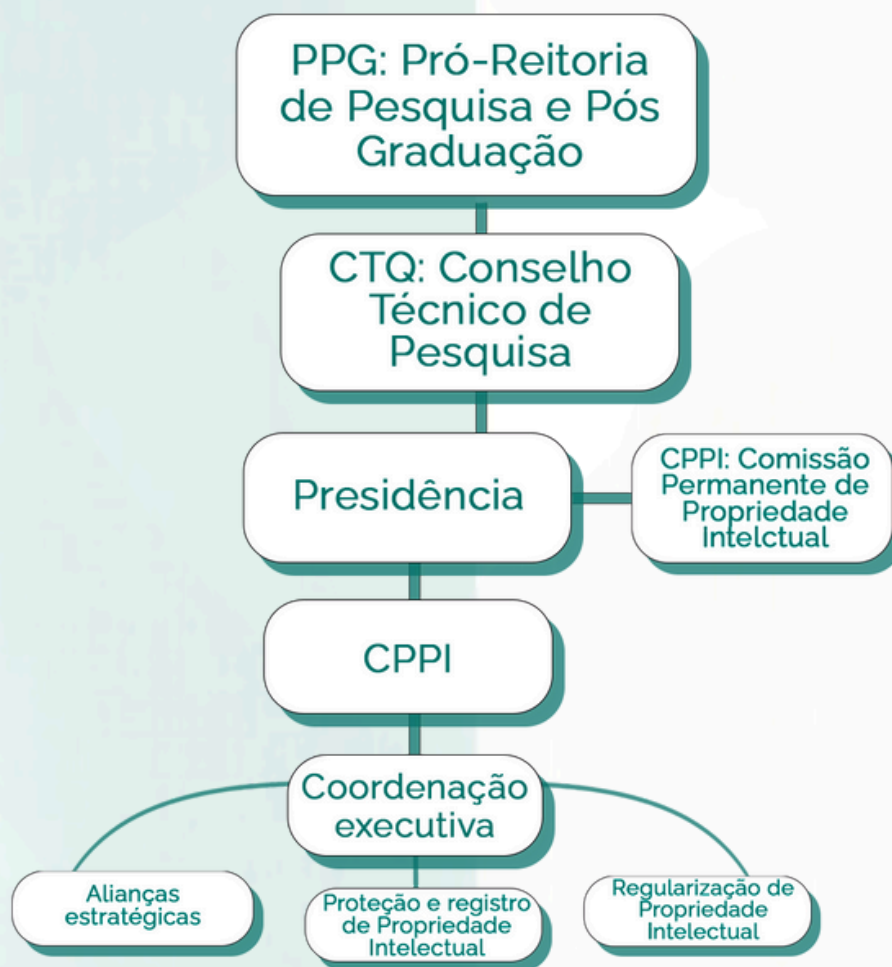 PPG: Pró-Reitoria
de Pesquisa e Pós
Graduação
CTQ: Conselho
Técnico de
Pesquisa
Presidência
CPPI: Comissão
Permanente de
Propriedade
Intelctual
CPPI
Coordenação
executiva
Alianças
estratégicas
Proteção e registro
de Propriedade
Intelectual
Regularização de
Propriedade
Intelectual